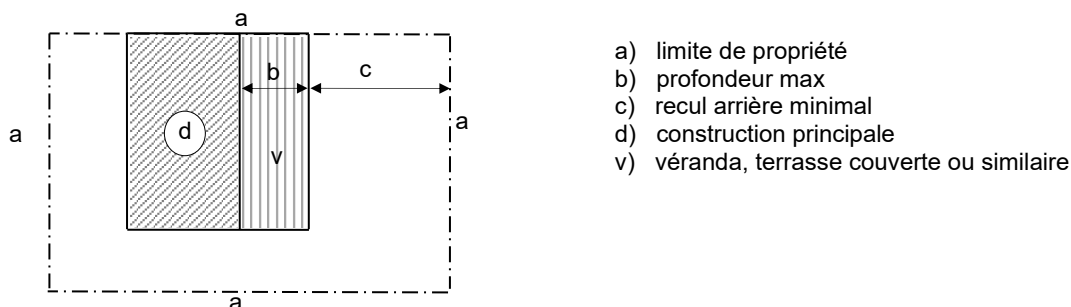 a
b
c
a
a
d
v
a
a) limite de propriété
b) profondeur max
c) recul arrière minimal
d) construction principale
v) véranda, terrasse couverte ou similaire